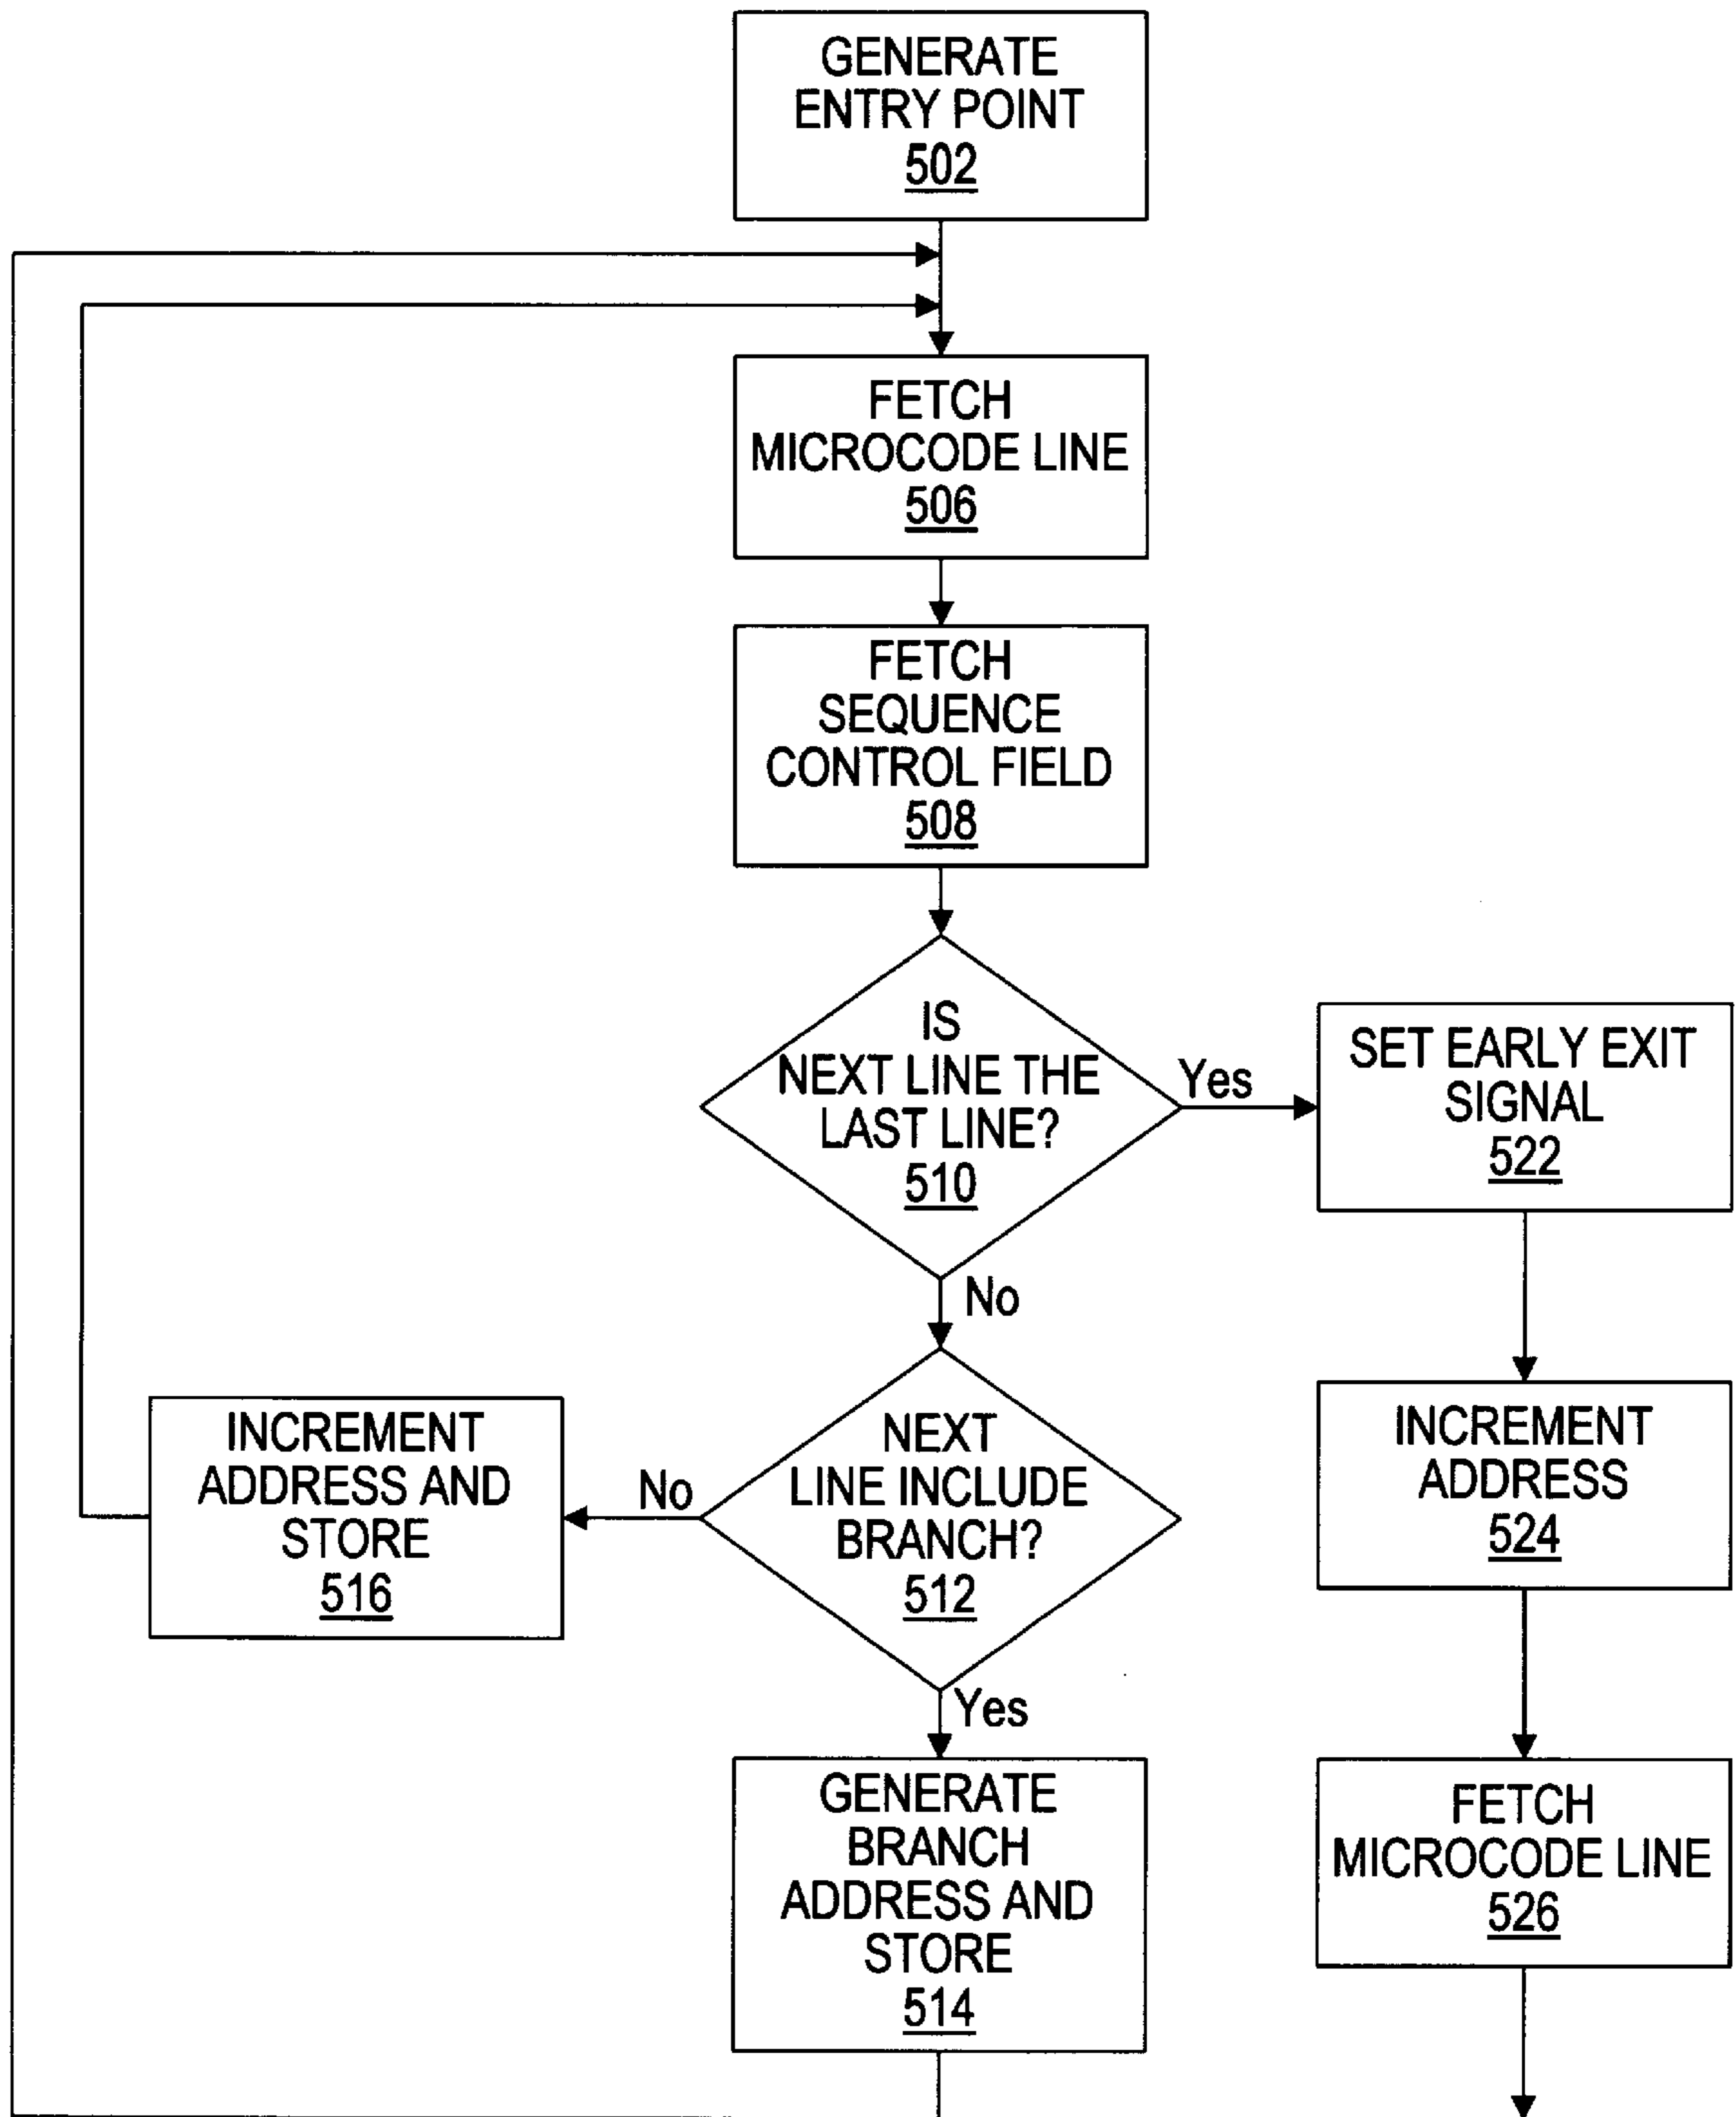 GENERATE
ENTRY POINT
502
FETCH
MICROCODE LINE
506
FETCH
SEQUENCE
CONTROL FIELD
508
IS
NEXT LINE THE
LAST LINE?
510
Yes
SET EARLY EXIT
SIGNAL
522
No
INCREMENT
ADDRESS
524
NEXT
LINE INCLUDE
BRANCH?
512
No
INCREMENT
ADDRESS AND
STORE
516
Yes
GENERATE
BRANCH
ADDRESS AND
STORE
514
FETCH
MICROCODE LINE
526